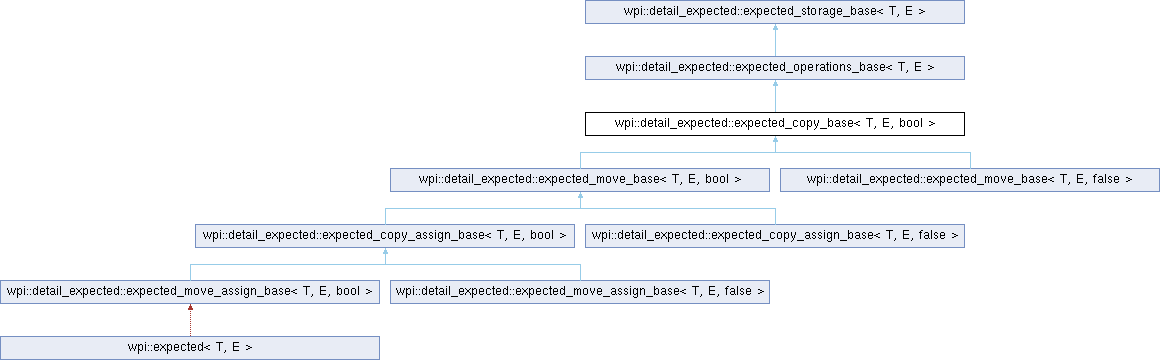 wpi::detail_expected::expected_storage_base< T, E >
wpi::detail_expected::expected_operations_base< T, E >
wpi::detail_expected::expected_copy_base< T, E, bool >
wpi::detail_expected::expected_move_base< T, E, bool >
wpi::detail_expected::expected_move_base< T, E, false >
wpi::detail_expected::expected_copy_assign_base< T, E, bool >
wpi::detail_expected::expected_copy_assign_base< T, E, false >
wpi::detail_expected::expected_move_assign_base< T, E, bool >
wpi::detail_expected::expected_move_assign_base< T, E, false >
wpi::expected< T, E >